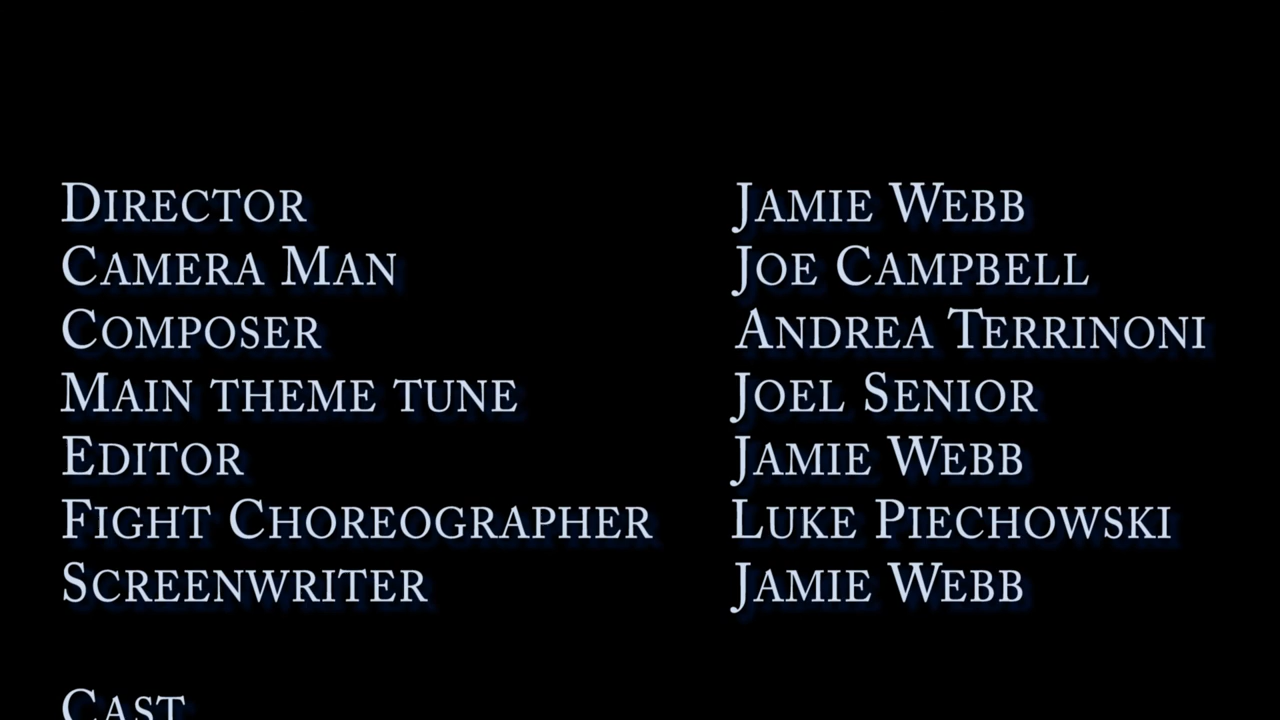 Director Jamie Webb
Camera Man Joe Campbell
Composer Andrea Terrinoni
Main theme tune Joel Senior
Editor Jamie Webb
Fight Choreographer Luke Piechowski
Screenwriter Jamie Webb
Cast